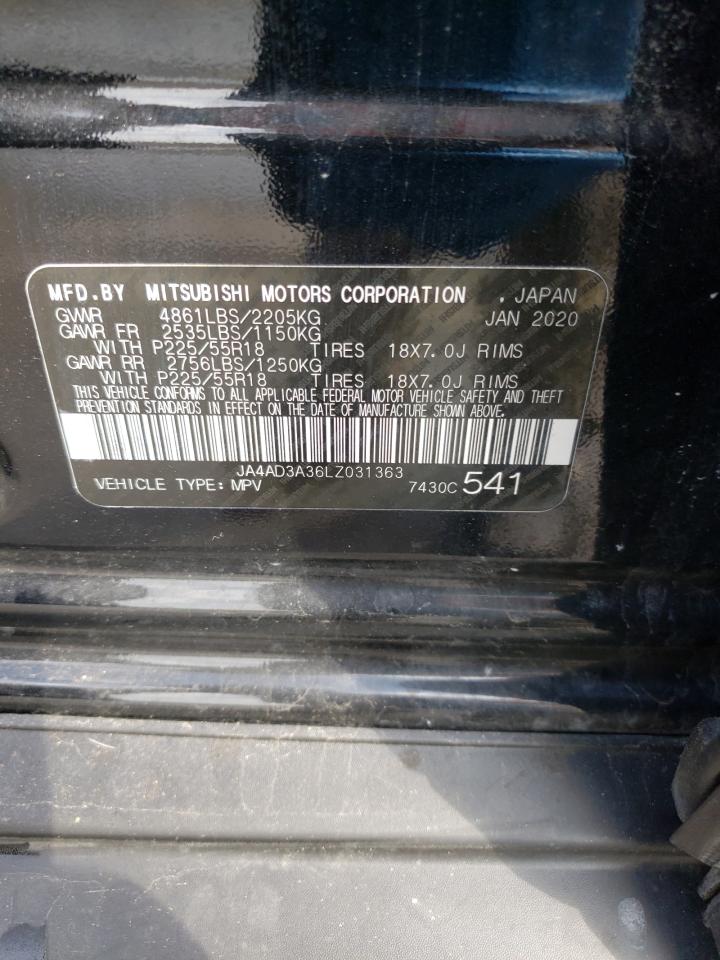 MFD.BY MITSUBISHI MOTORS CORPORATION . JAPAN
GVWR 4861LBS/2205KG JAN 2020
GAWR FR 2535LBS/1150KG
WITH P225/55R18 TIRES 18X7.0J RIMS
GAWR RR 2756LBS/1250KG
WITH P225/55R18 TIRES 18X7.0J RIMS
THIS VEHICLE CONFORMS TO ALL APPLICABLE FEDERAL MOTOR VEHICLE SAFETY AND THEFT
PREVENTION STANDARDS IN EFFECT ON THE DATE OF MANUFACTURE SHOWN ABOVE.
JA4AD3A36LZ031363
VEHICLE TYPE: MPV 7430C 541